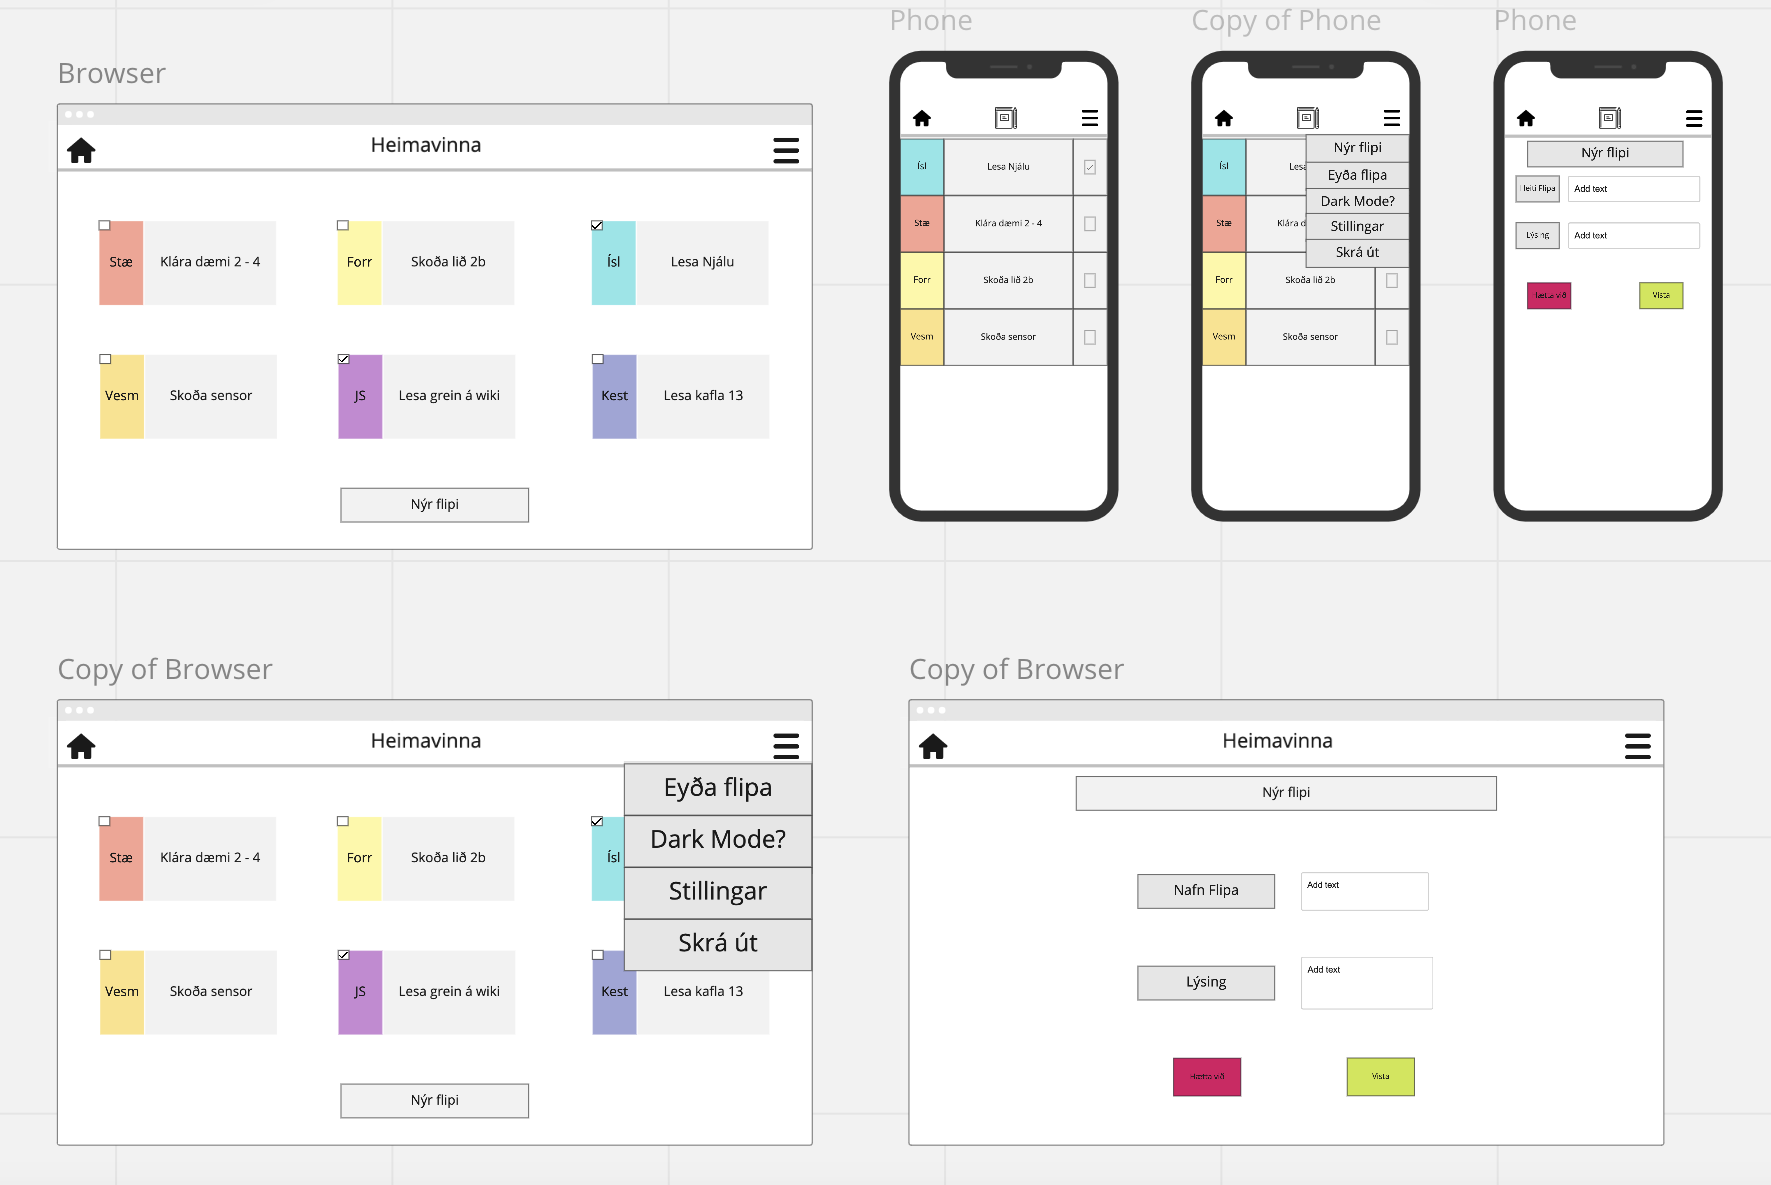 Phone
Copy of Phone
Phone
Browser
Heimavinna
Stæ
Klára dæmi 2 - 4
Forr
Skoða lið 2b
Ísl
Lesa Njálu
Vesm
Skoða sensor
JS
Lesa grein á wiki
Kest
Lesa kafla 13
Nýr flipi
Ísl
Lesa Njálu
Stæ
Klára dæmi 2 - 4
Forr
Skoða lið 2b
Vesm
Skoða sensor
Ísl
Lesa
Nýr flipi
Eyða flipa
Dark Mode?
Stillingar
Skrá út
Stæ
Klára d
Forr
Skoða lið 2b
Vesm
Skoða sensor
Nýr flipi
Heiti Flipa
Add text
Lýsing
Add text
Hætta við
Vista
Copy of Browser
Heimavinna
Eyða flipa
Dark Mode?
Stillingar
Skrá út
Stæ
Klára dæmi 2 - 4
Forr
Skoða lið 2b
Ísl
Vesm
Skoða sensor
JS
Lesa grein á wiki
Kest
Lesa kafla 13
Nýr flipi
Copy of Browser
Heimavinna
Nýr flipi
Nafn Flipa
Add text
Lýsing
Add text
Hætta við
Vista